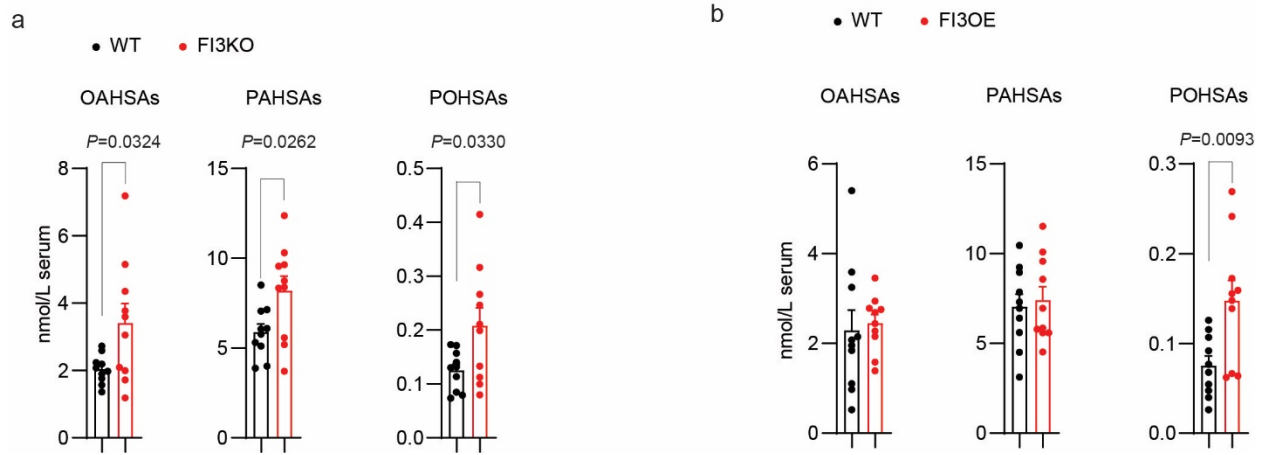 a
WT FI3KO
OAHSAs PAHSAs POHSAs
P=0.0324 P=0.0262 P=0.0330
nmol/L serum
8
6
4
2
0
15
10
5
0
0.5
0.4
0.3
0.2
0.1
0.0
b
WT FI3OE
OAHSAs PAHSAs POHSAs
P=0.0093
nmol/L serum
6
4
2
0
15
10
5
0
0.3
0.2
0.1
0.0